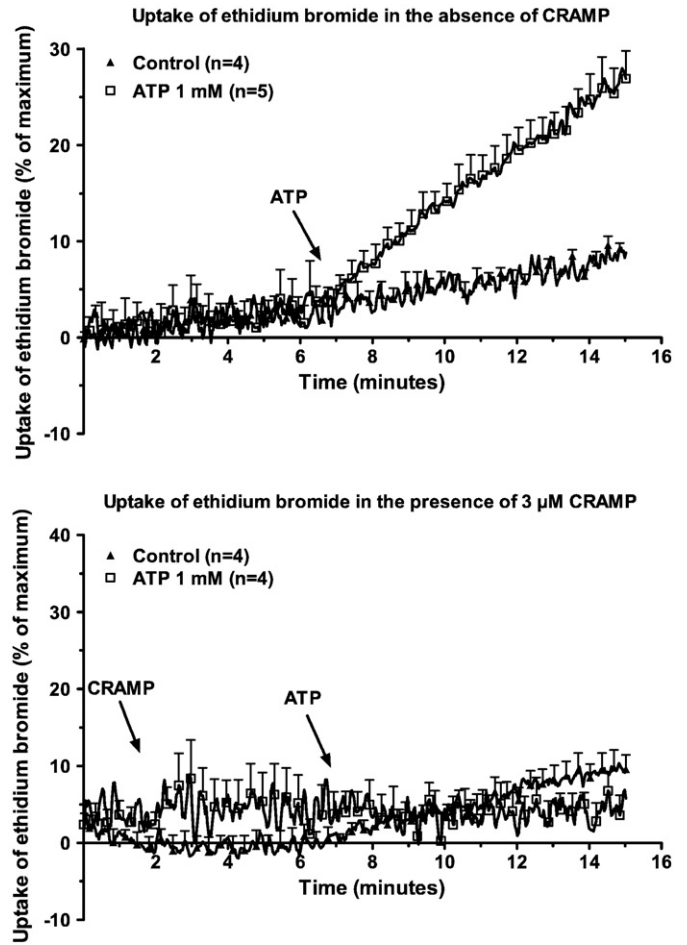 Uptake of ethidium bromide in the absence of CRAMP
Uptake of ethidium bromide (% of maximum)
30
20
10
0
-10
Control (n=4)
ATP 1 mM (n=5)
ATP
2 4 6 8 10 12 14 16
Time (minutes)
Uptake of ethidium bromide in the presence of 3 µM CRAMP
Uptake of ethidium bromide (% of maximum)
40
30
20
10
0
-10
Control (n=4)
ATP 1 mM (n=4)
CRAMP
ATP
2 4 6 8 10 12 14 16
Time (minutes)